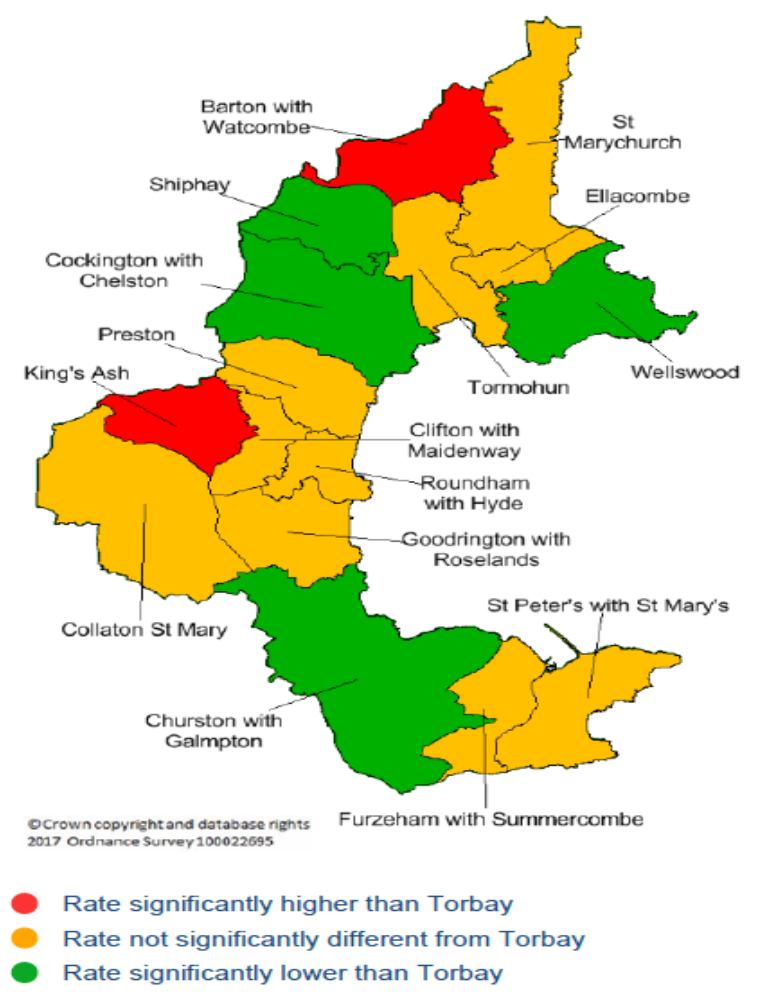 Barton with
Watcombe
St
Marychurch
Shiphay
Ellacombe
Cockington with
Chelston
Preston
King's Ash
Wellswood
Tormohun
Clifton with
Maidenway
Roundham
with Hyde
Goodrington with
Roselands
St Peter's with St Mary's
Collaton St Mary
Churston with
Galmpton
Furzeham with Summercombe
©Crown copyright and database rights
2017 Ordnance Survey 100022695
Rate significantly higher than Torbay
Rate not significantly different from Torbay
Rate significantly lower than Torbay